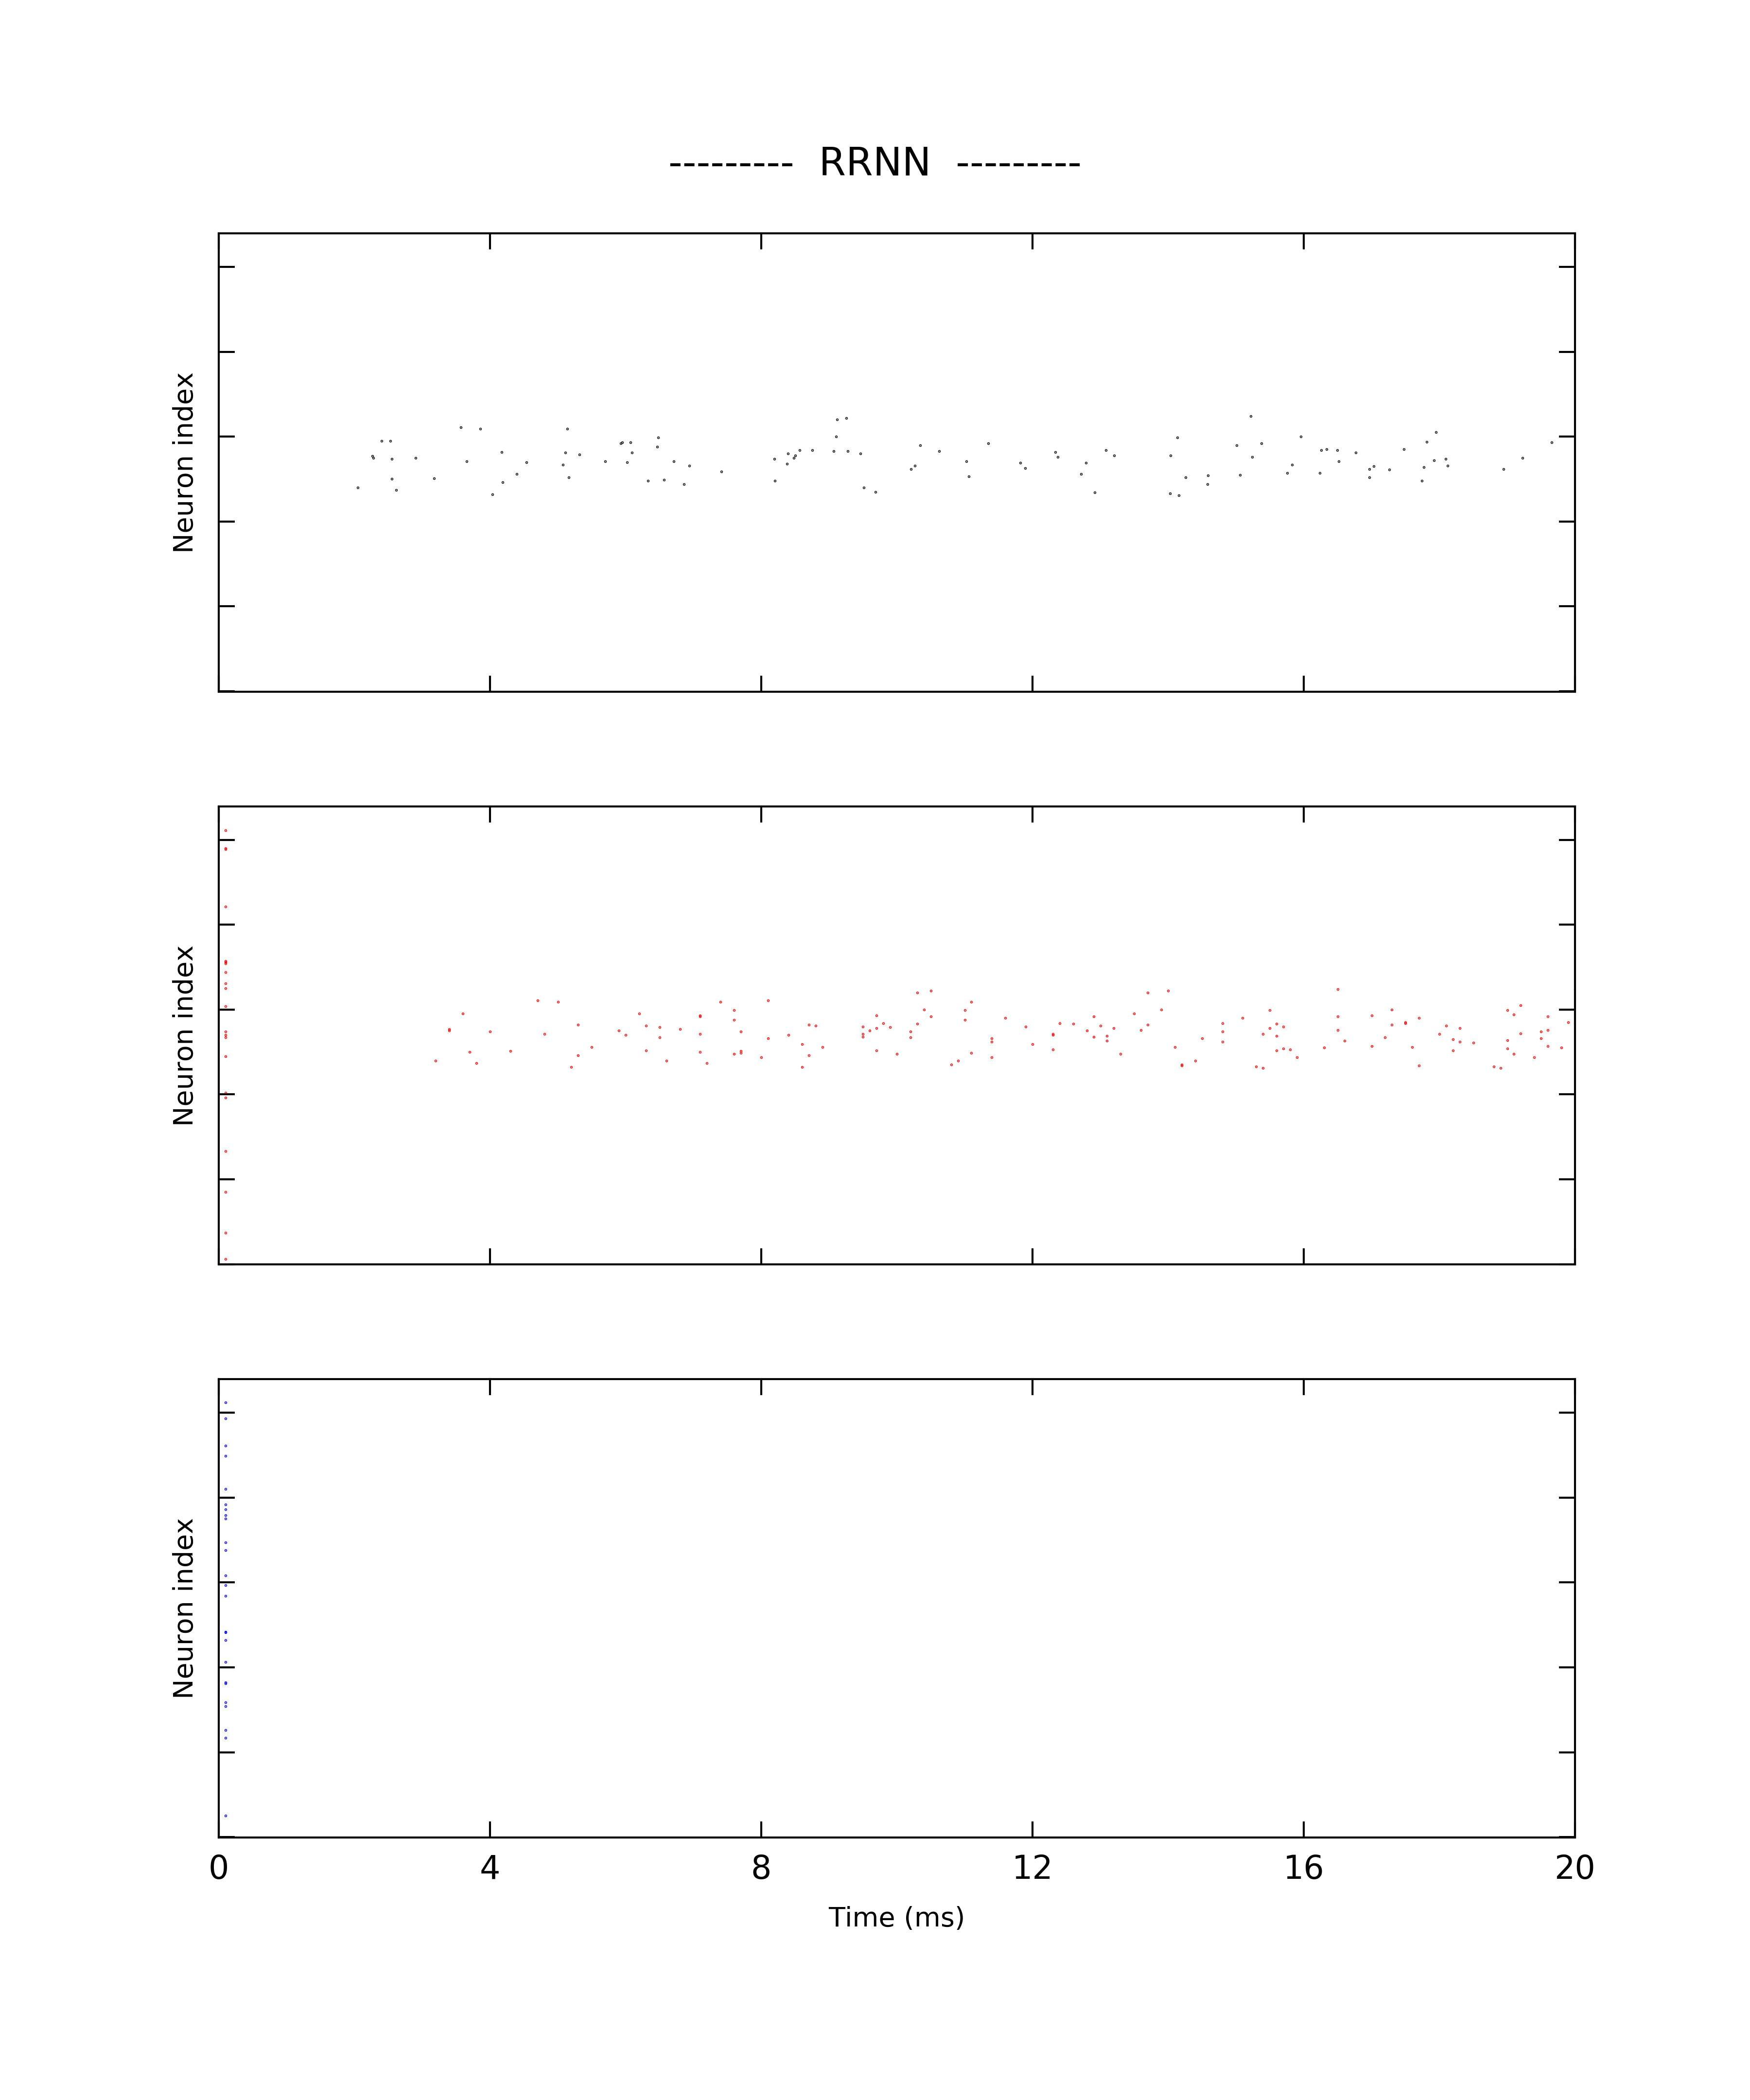 --------- RRNN ---------
Neuron index
Neuron index
Neuron index
0 4 8 12 16 20
Time (ms)